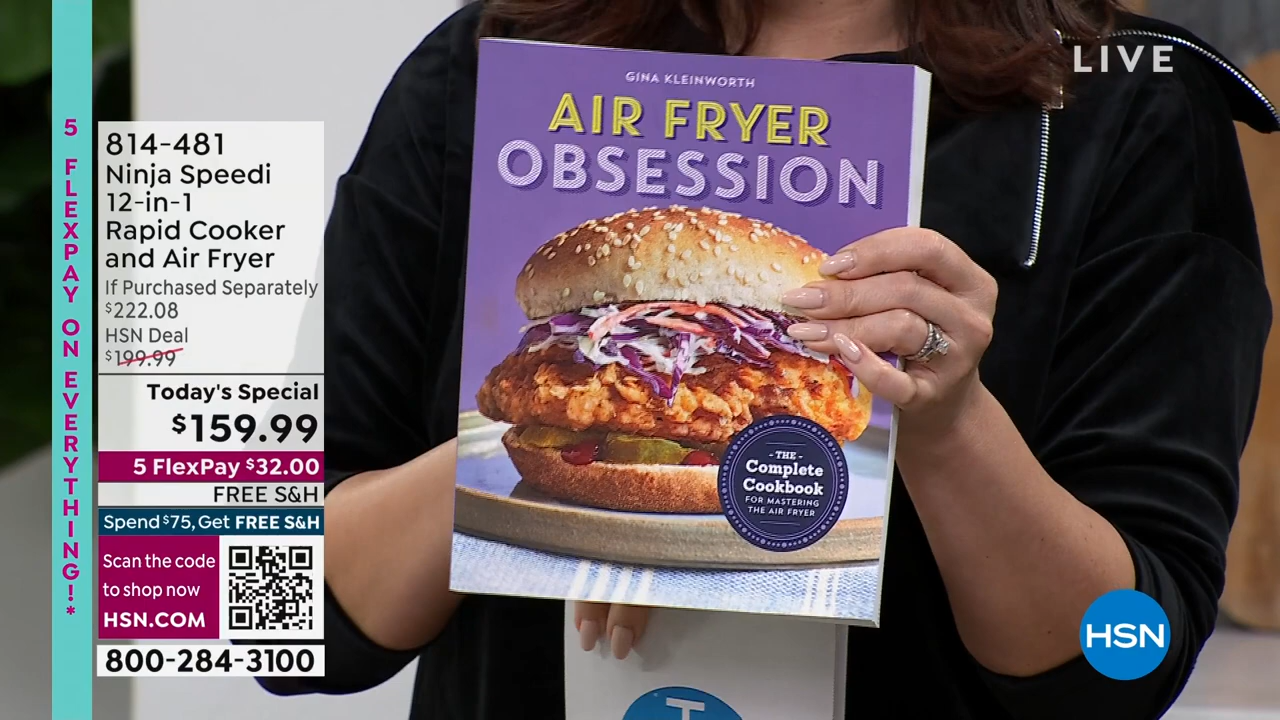 5 FLEXPAY ON EVERYTHING!*
814-481
Ninja Speedi
12-in-1
Rapid Cooker
and Air Fryer
If Purchased Separately
$222.08
HSN Deal
$199.99
Today's Special
$159.99
5 FlexPay $32.00
FREE S&H
Spend $75, Get FREE S&H
Scan the code
to shop now
HSN.COM
800-284-3100
GINA KLEINWORTH
AIR FRYER
OBSESSION
- THE -
Complete
Cookbook
FOR MASTERING
THE AIR FRYER
LIVE
HSN
T